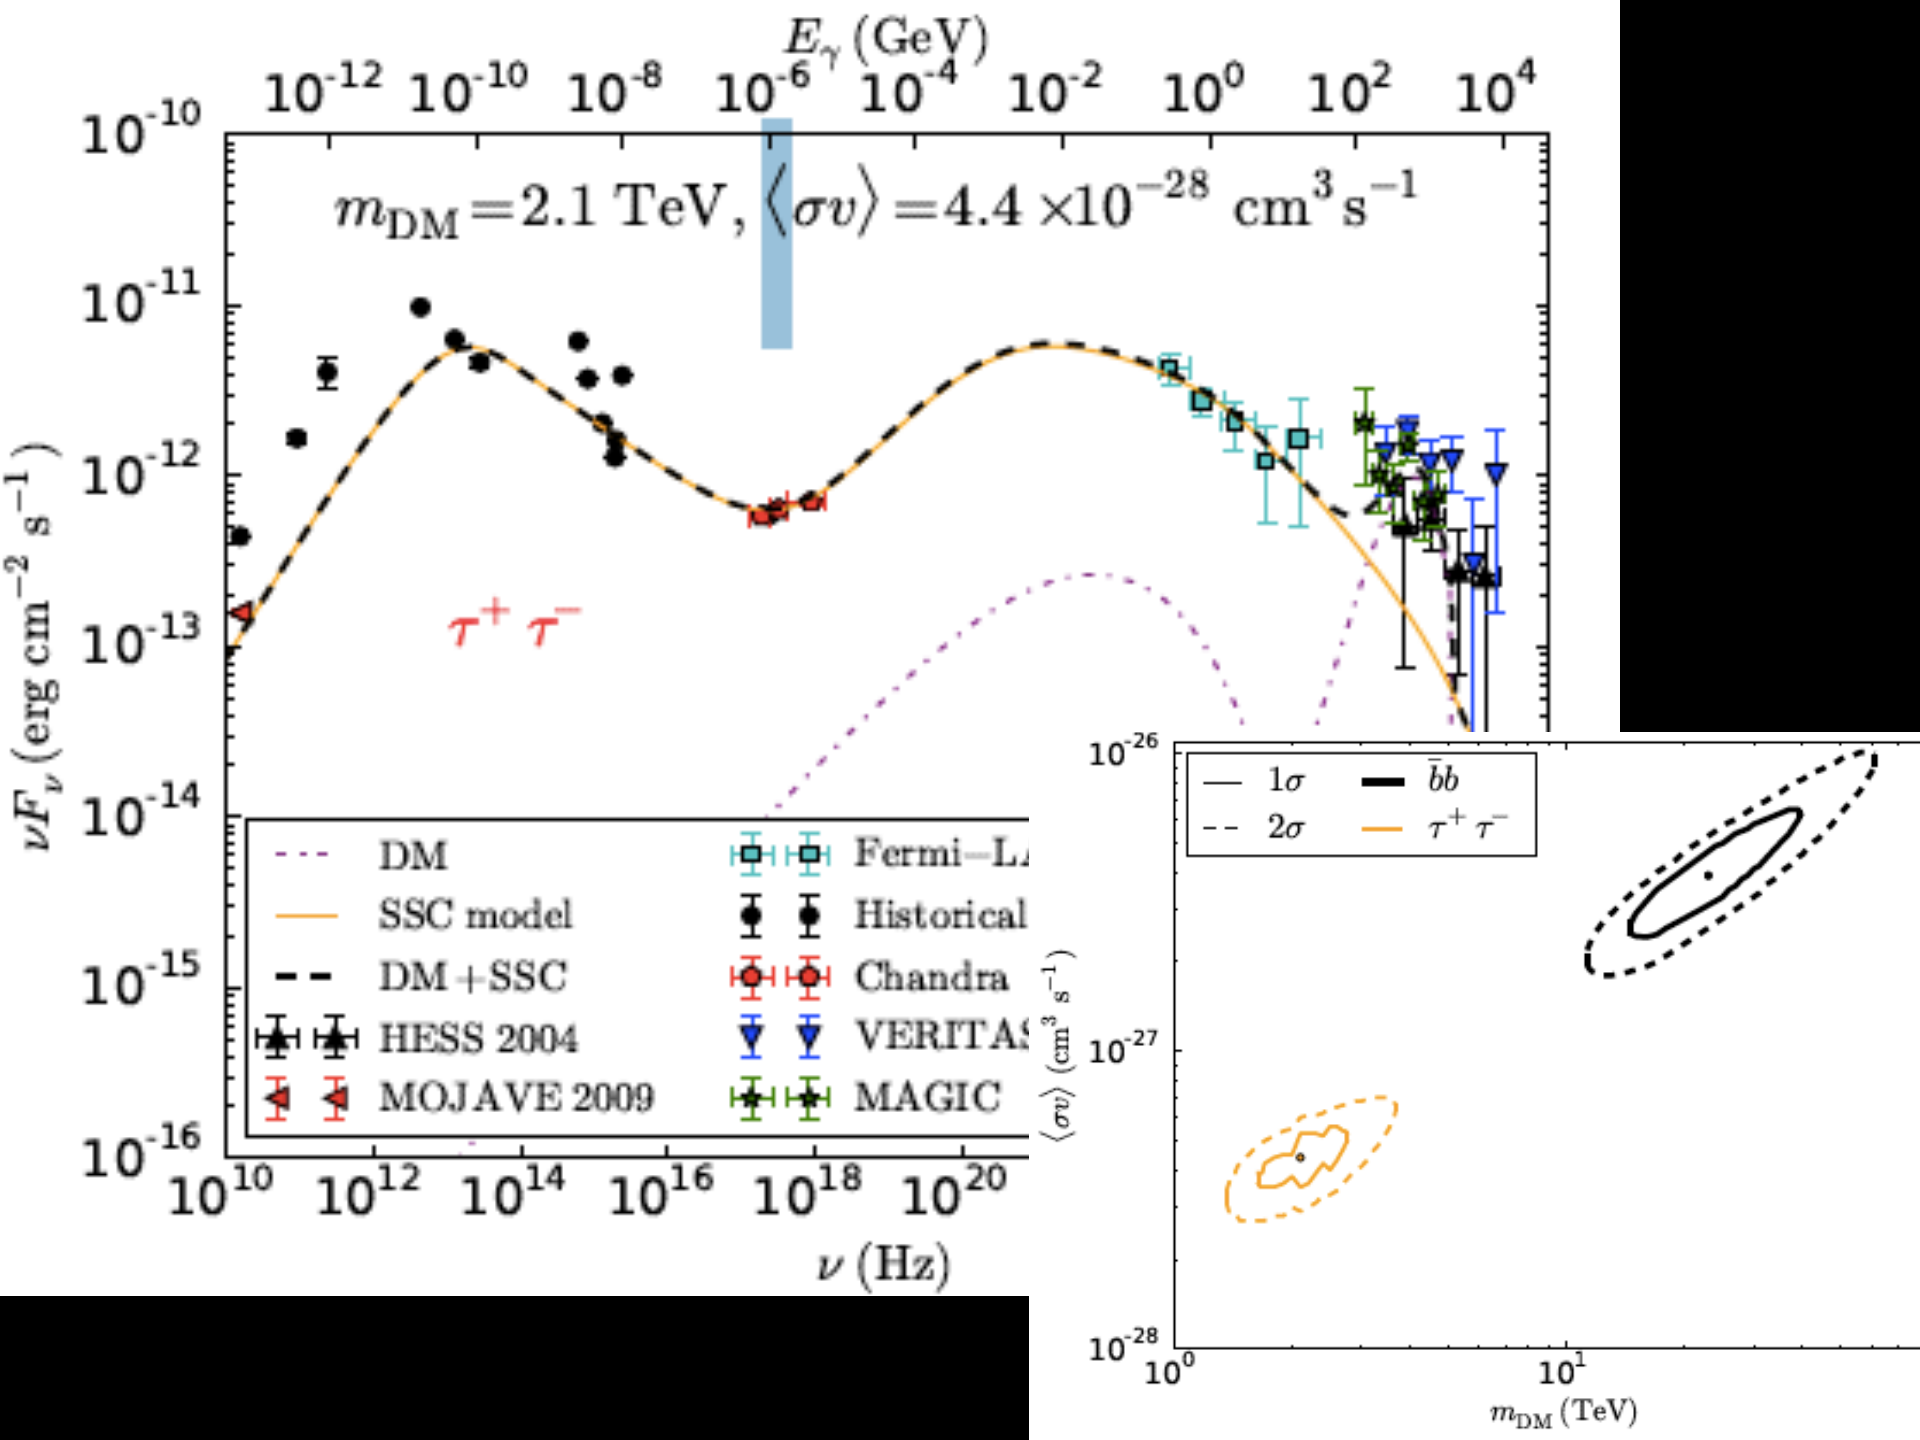 E_γ (GeV)
10^-12 10^-10 10^-8 10^-6 10^-4 10^-2 10^0 10^2 10^4
10^-10
m_DM = 2.1 TeV, ⟨σv⟩ = 4.4 ×10^−28 cm^3 s^−1
10^-11
10^-12
10^-13
10^-14
10^-15
10^-16
νF_ν (erg cm^−2 s^−1)
τ^+ τ^−
DM
SSC model
DM+SSC
HESS 2004
MOJAVE 2009
Fermi−LA
Historical
Chandra
VERITAS
MAGIC
10^10 10^12 10^14 10^16 10^18 10^20
ν (Hz)
10^-26
10^-27
10^-28
⟨σv⟩ (cm^3 s^−1)
1σ b̄b
2σ τ^+ τ^−
10^0 10^1
m_DM (TeV)